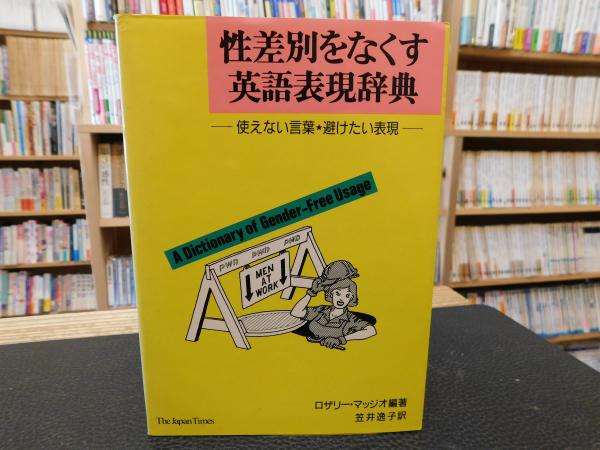 性差別をなくす
英語表現辞典
― 使えない言葉★避けたい表現 ―
A Dictionary of Gender-Free Usage
PWD PWD PWD
MEN
AT
WORK
ロザリー・マッジオ編著
笠井逸子訳
The Japan Times